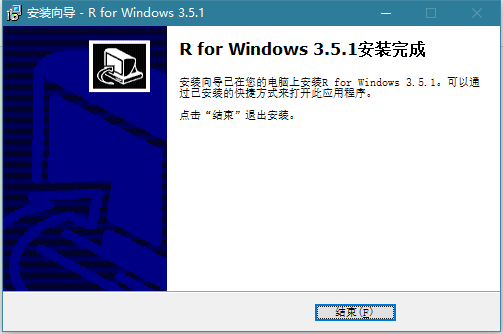 安装向导 - R for Windows 3.5.1
R for Windows 3.5.1安装完成
安装向导已在您的电脑上安装R for Windows 3.5.1。可以通
过已安装的快捷方式来打开此应用程序。
点击“结束”退出安装。
结束(F)